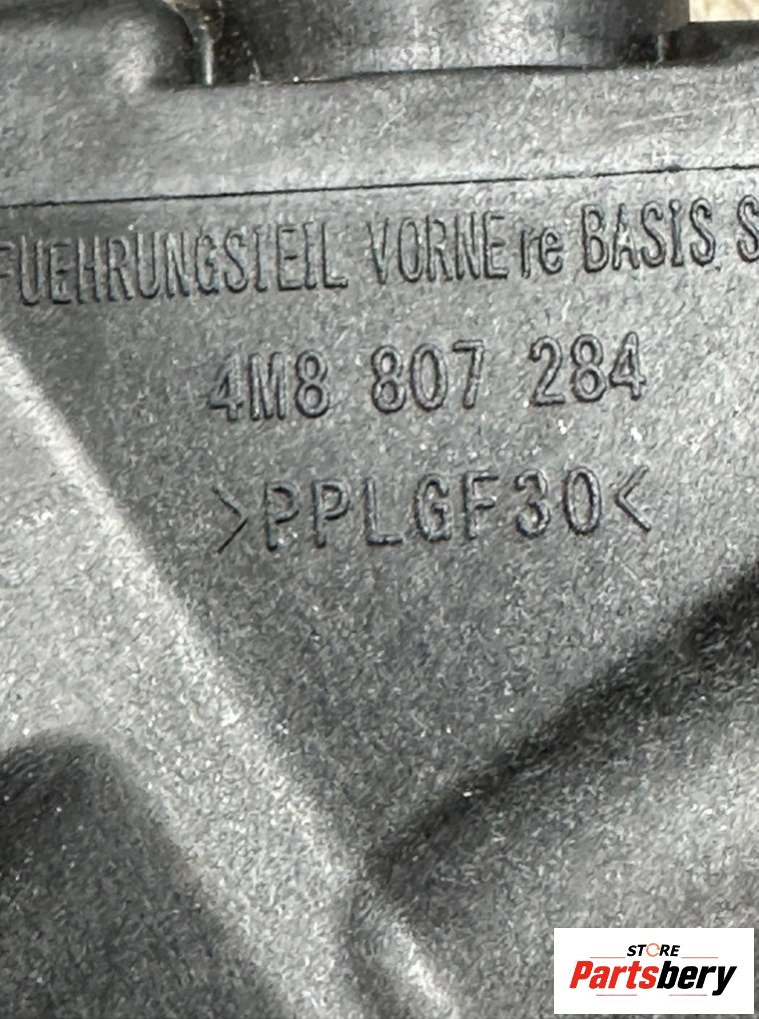 FUEHRUNGSTEIL VORNE re BASIS S
4M8 807 284
>PPLGF30<
STORE
Partsbery